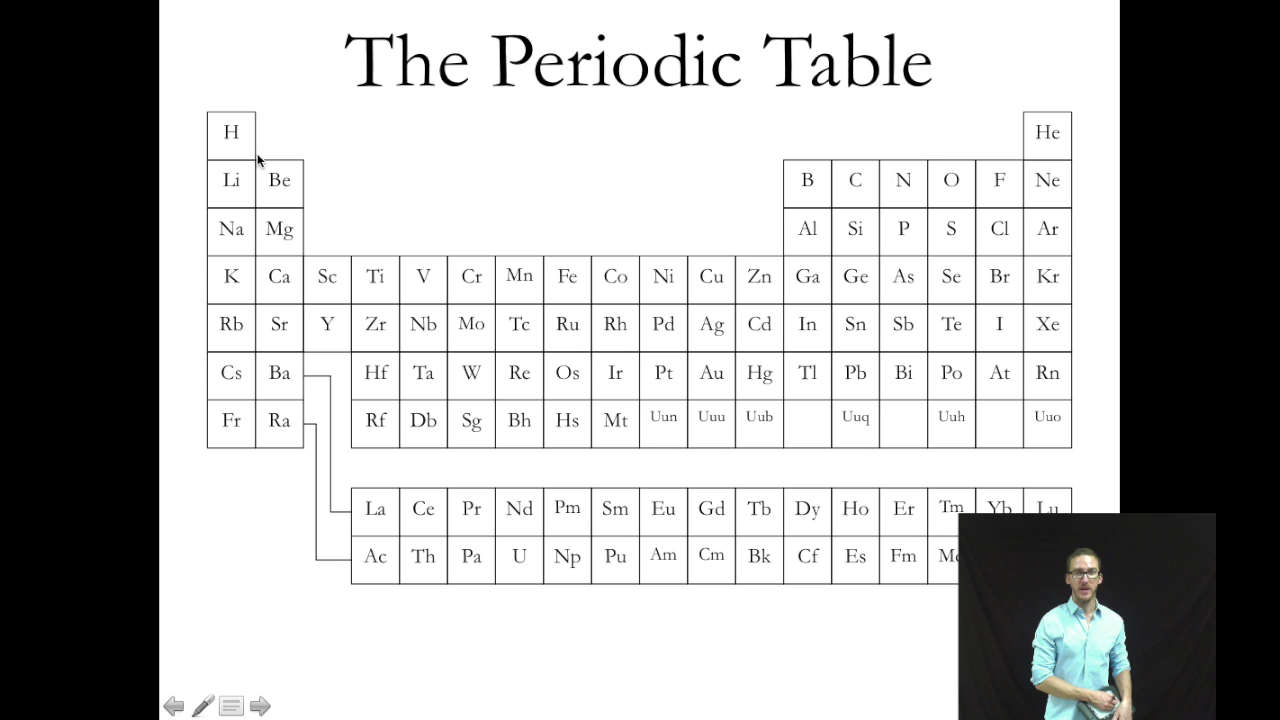 The Periodic Table
H He
Li Be B C N O F Ne
Na Mg Al Si P S Cl Ar
K Ca Sc Ti V Cr Mn Fe Co Ni Cu Zn Ga Ge As Se Br Kr
Rb Sr Y Zr Nb Mo Tc Ru Rh Pd Ag Cd In Sn Sb Te I Xe
Cs Ba Hf Ta W Re Os Ir Pt Au Hg Tl Pb Bi Po At Rn
Fr Ra Rf Db Sg Bh Hs Mt Uun Uuu Uub Uuq Uuh Uuo
La Ce Pr Nd Pm Sm Eu Gd Tb Dy Ho Er Tm Yb Lu
Ac Th Pa U Np Pu Am Cm Bk Cf Es Fm